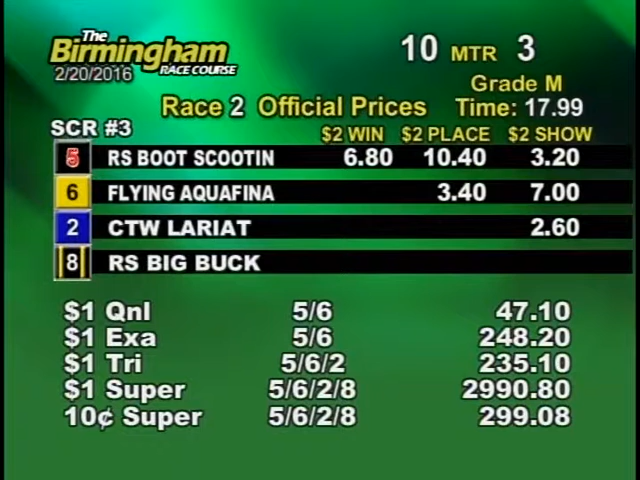 The
Birmingham
RACE COURSE
2/20/2016
10 MTR 3
Grade M
Race 2 Official Prices Time: 17.99
SCR #3
$2 WIN $2 PLACE $2 SHOW
5 RS BOOT SCOOTIN 6.80 10.40 3.20
6 FLYING AQUAFINA 3.40 7.00
2 CTW LARIAT 2.60
8 RS BIG BUCK
$1 Qnl 5/6 47.10
$1 Exa 5/6 248.20
$1 Tri 5/6/2 235.10
$1 Super 5/6/2/8 2990.80
10¢ Super 5/6/2/8 299.08